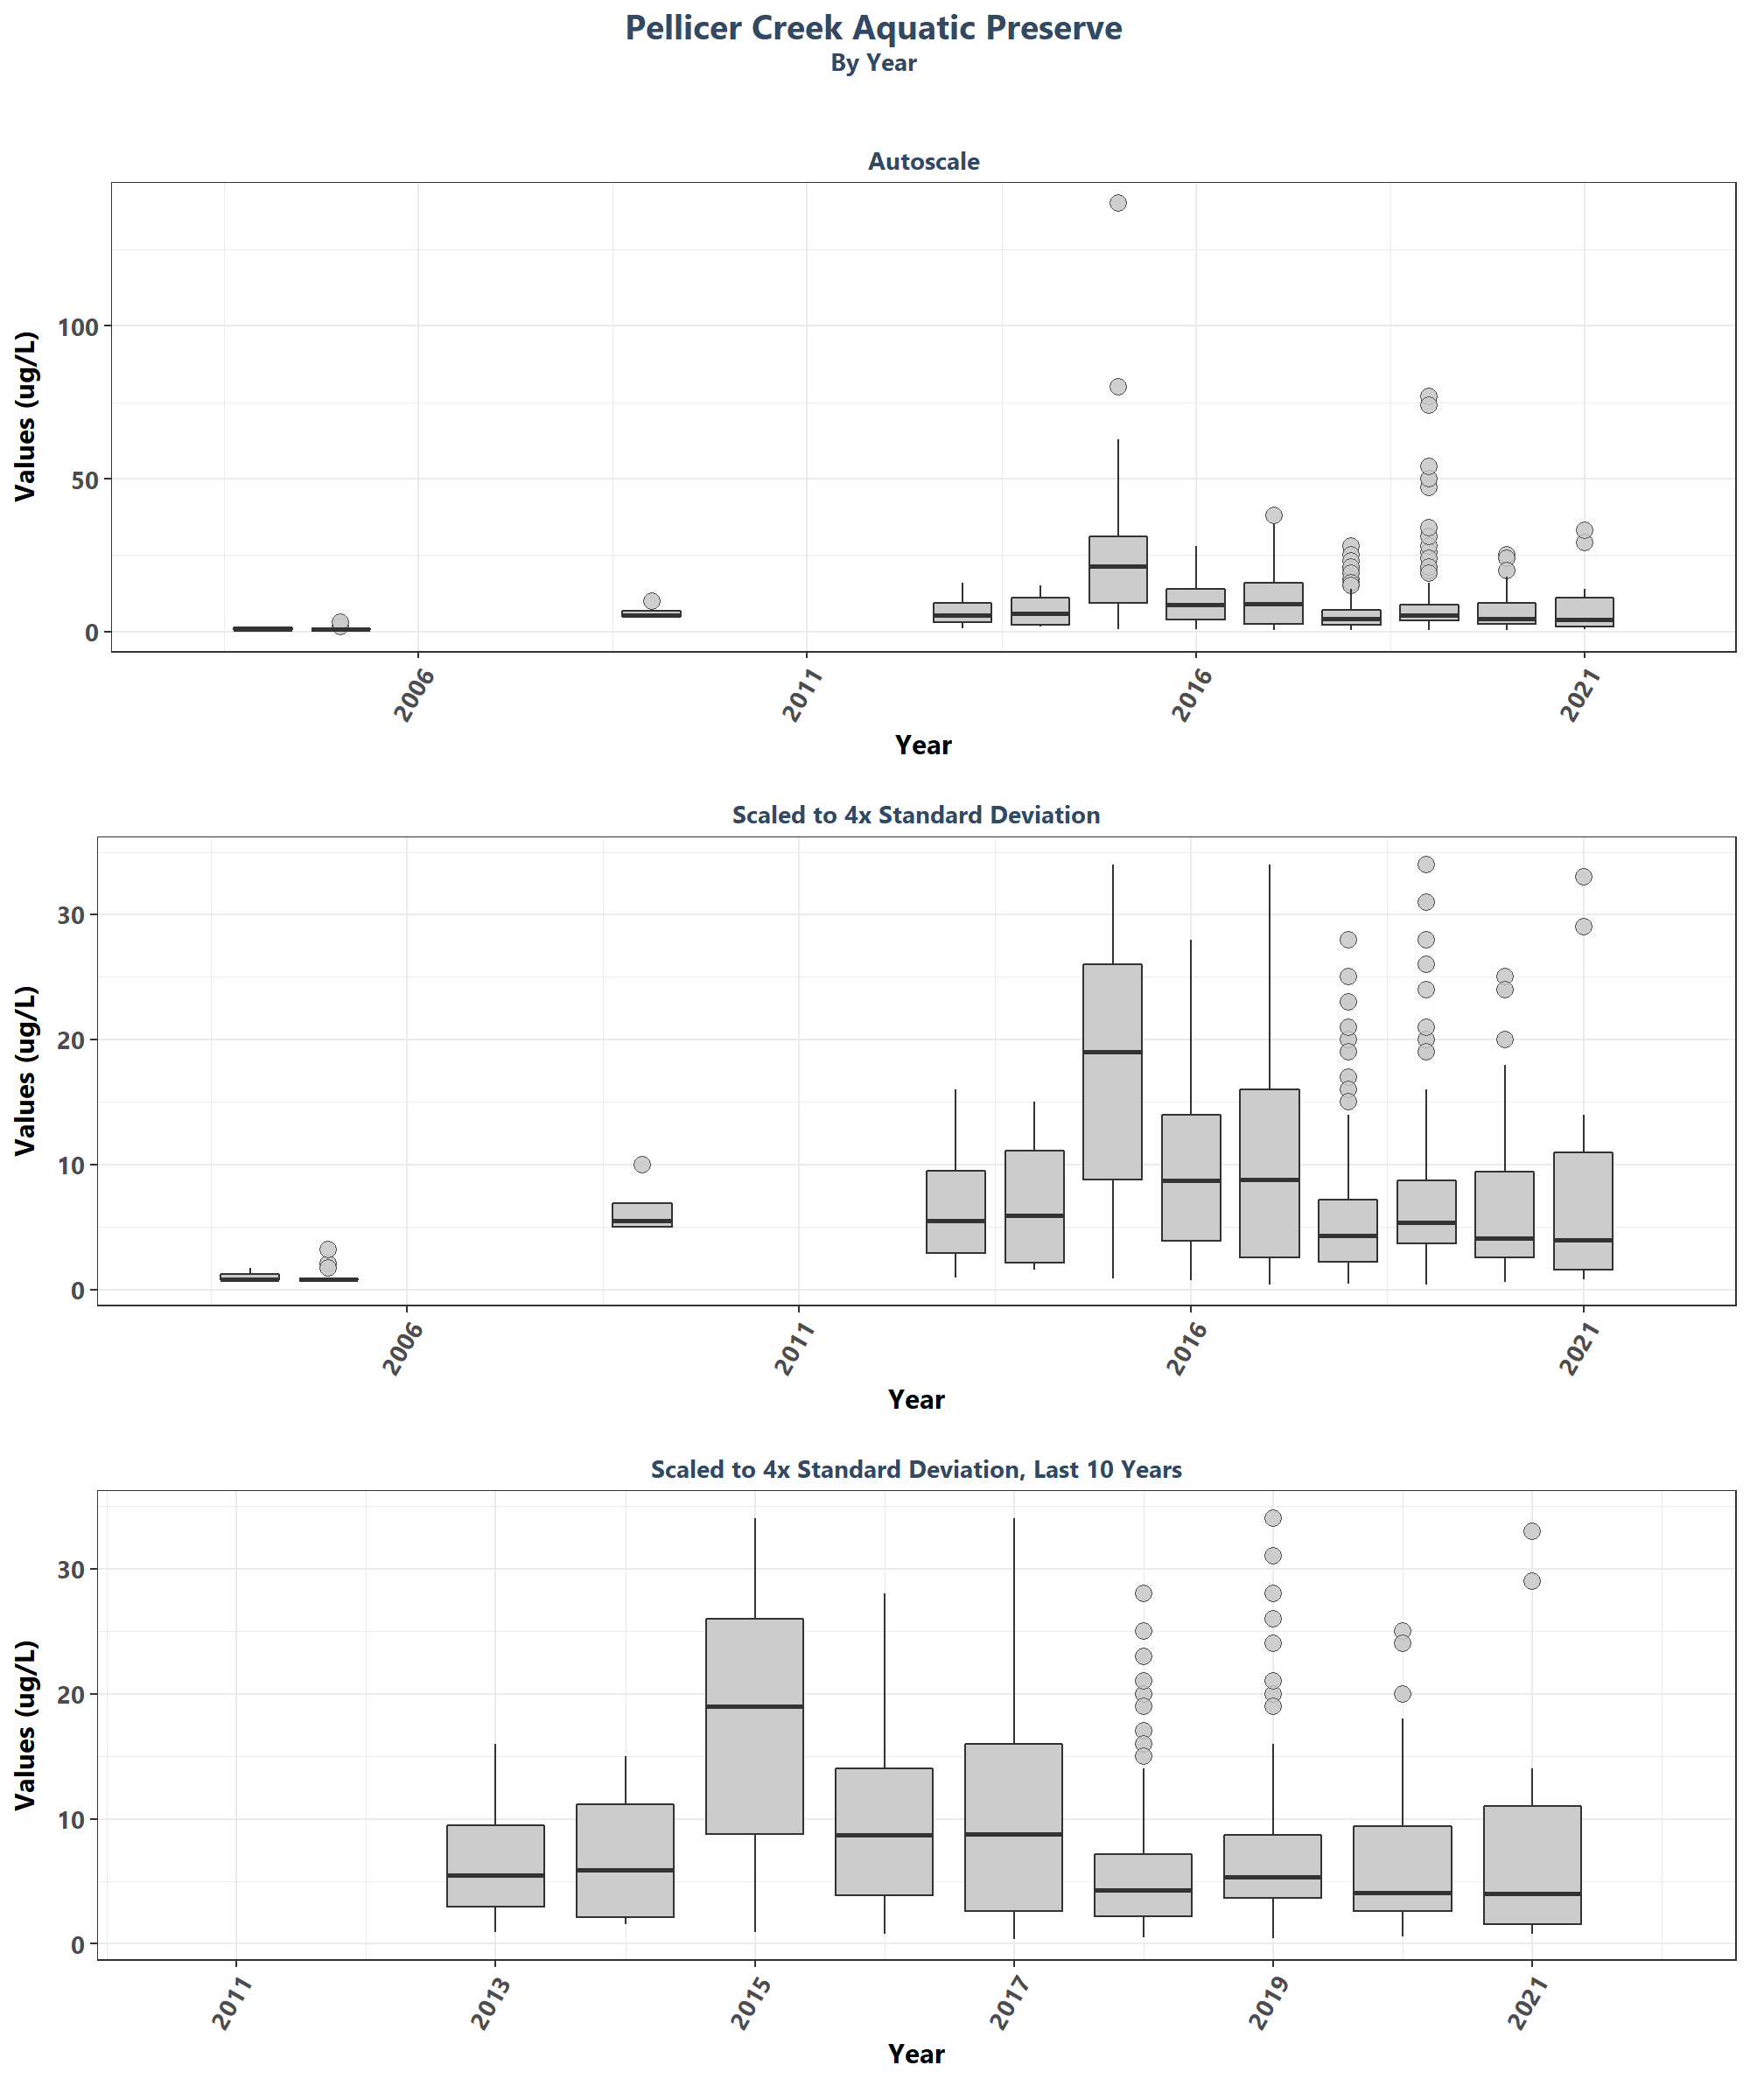 Pellicer Creek Aquatic Preserve
By Year
Autoscale
Values (ug/L)
100
50
0
2006
2011
2016
2021
Year
Scaled to 4x Standard Deviation
Values (ug/L)
30
20
10
0
2006
2011
2016
2021
Year
Scaled to 4x Standard Deviation, Last 10 Years
Values (ug/L)
30
20
10
0
2011
2013
2015
2017
2019
2021
Year